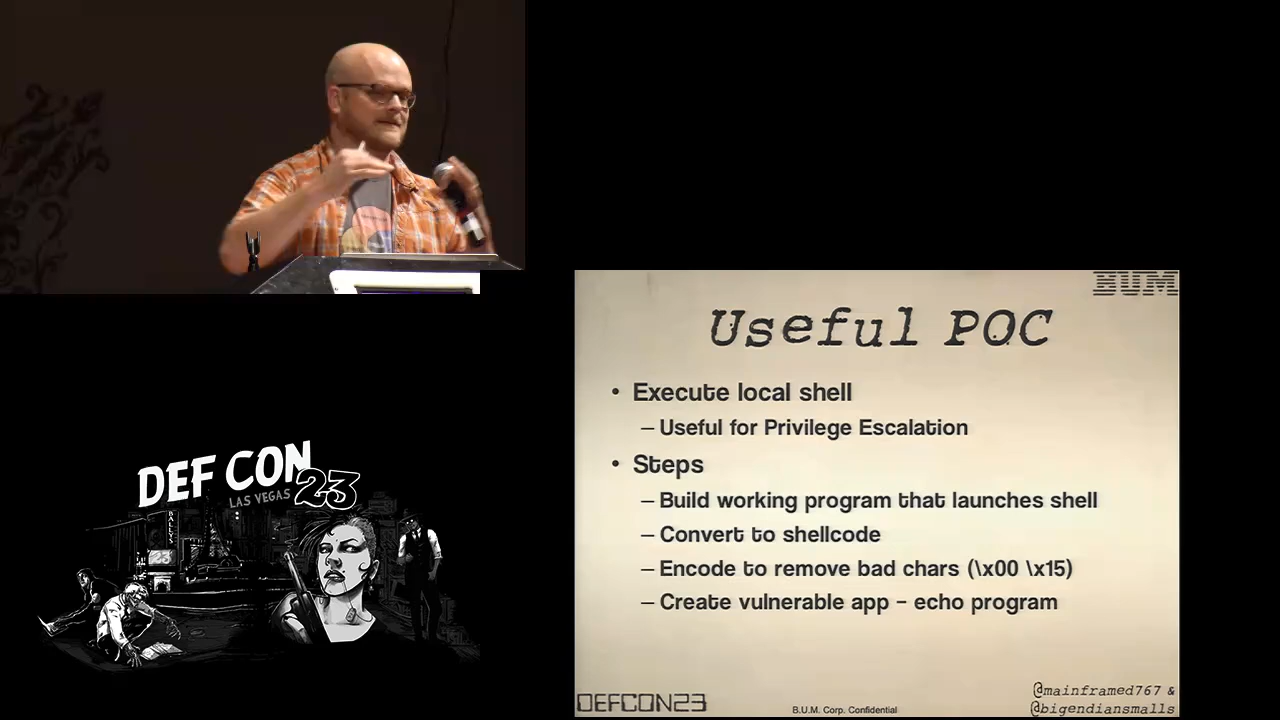 BUM
Useful POC
• Execute local shell
– Useful for Privilege Escalation
• Steps
– Build working program that launches shell
– Convert to shellcode
– Encode to remove bad chars (\x00 \x15)
– Create vulnerable app – echo program
DEFCON23
B.U.M. Corp. Confidential
@mainframed767 &
@bigendiansmalls
DEF CON
LAS VEGAS 23
BALLYS